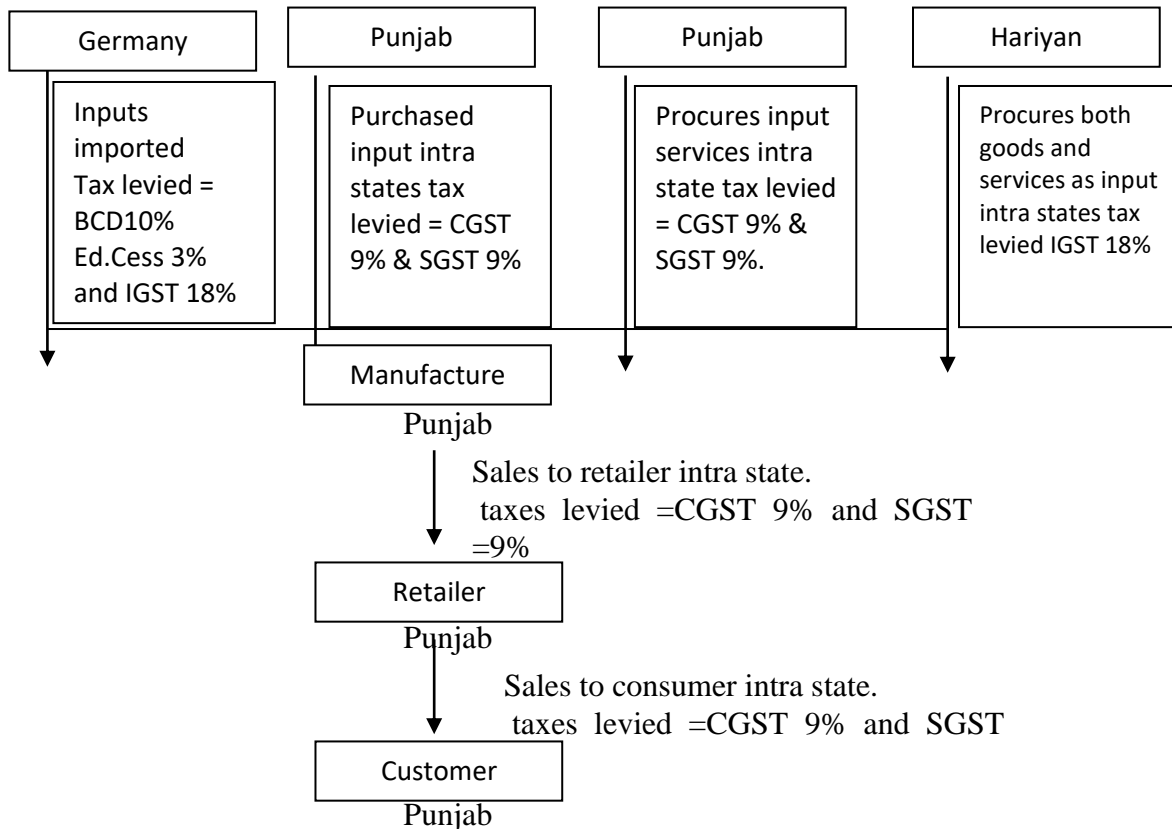 Germany
Punjab
Punjab
Hariyan
Inputs
imported
Tax levied =
BCD10%
Ed.Cess 3%
and IGST 18%
Purchased
input intra
states tax
levied = CGST
9% & SGST 9%
Procures input
services intra
state tax levied
= CGST 9% &
SGST 9%.
Procures both
goods and
services as input
intra states tax
levied IGST 18%
Manufacture
Punjab
Sales to retailer intra state.
taxes levied =CGST 9% and SGST
=9%
Retailer
Punjab
Sales to consumer intra state.
taxes levied =CGST 9% and SGST
Customer
Punjab